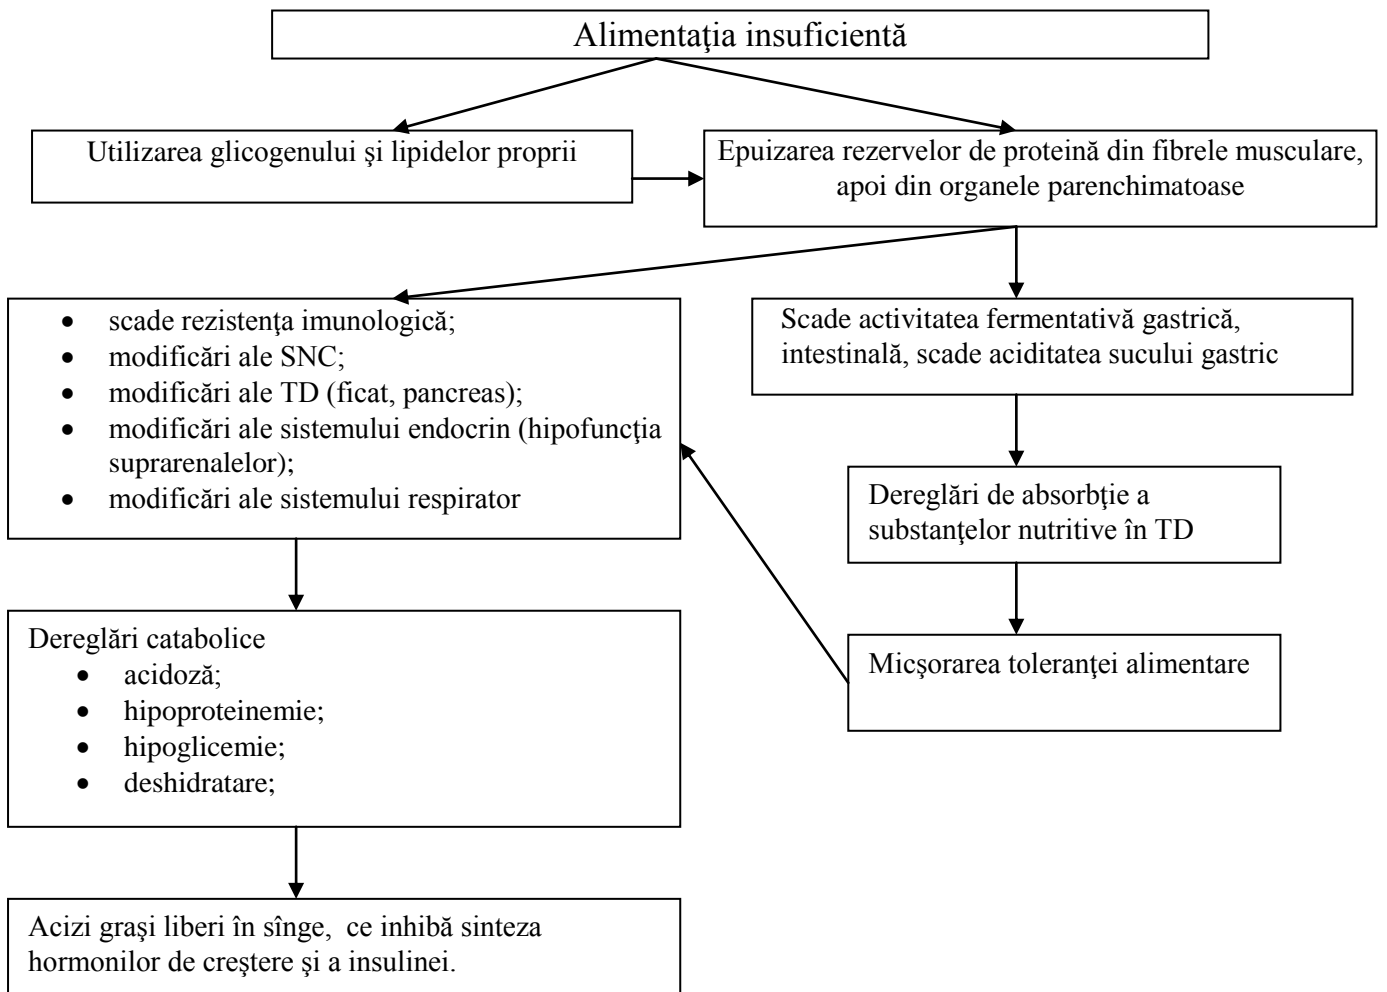 Alimentaţia insuficientă
Utilizarea glicogenului şi lipidelor proprii
Epuizarea rezervelor de proteină din fibrele musculare,
apoi din organele parenchimatoase
• scade rezistenţa imunologică;
• modificări ale SNC;
• modificări ale TD (ficat, pancreas);
• modificări ale sistemului endocrin (hipofuncţia
suprarenalelor);
• modificări ale sistemului respirator
Scade activitatea fermentativă gastrică,
intestinală, scade aciditatea sucului gastric
Dereglări de absorbţie a
substanţelor nutritive în TD
Micşorarea toleranţei alimentare
Dereglări catabolice
• acidoză;
• hipoproteinemie;
• hipoglicemie;
• deshidratare;
Acizi graşi liberi în sînge, ce inhibă sinteza
hormonilor de creştere şi a insulinei.